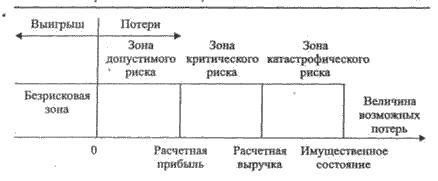 Выигрыш Потери
Зона Зона Зона
допустимого критического катастрофического
риска риска риска
Безрисковая Величина
зона возможных
потерь
0 Расчетная Расчетная Имущественное
прибыль выручка состояние